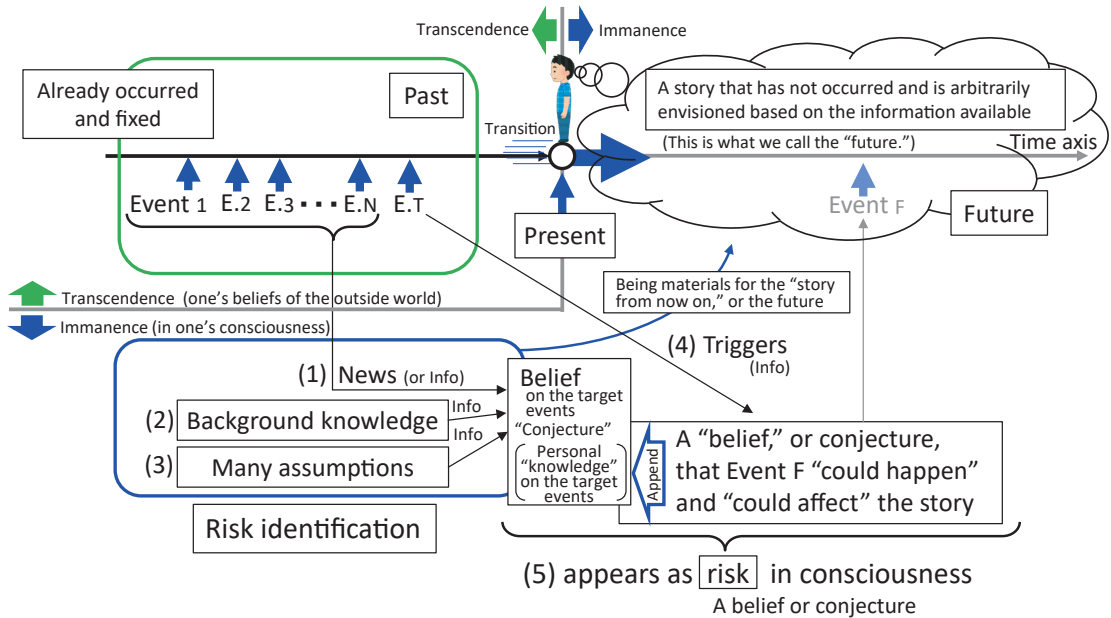 Transcendence
Immanence
Already occurred
and fixed
Past
A story that has not occurred and is arbitrarily
envisioned based on the information available
Transition
(This is what we call the “future.”)
Time axis
Event 1
E.2
E.3
E.N
E.T
Event F
Present
Future
Transcendence (one’s beliefs of the outside world)
Immanence (in one’s consciousness)
Being materials for the “story
from now on,” or the future
(4) Triggers
(Info)
(1) News (or Info)
(2) Background knowledge
Info
(3) Many assumptions
Info
Belief
on the target
events
“Conjecture”
Personal
“knowledge”
on the target
events
Append
A “belief,” or conjecture,
that Event F “could happen”
and “could affect” the story
Risk identification
(5) appears as risk in consciousness
A belief or conjecture